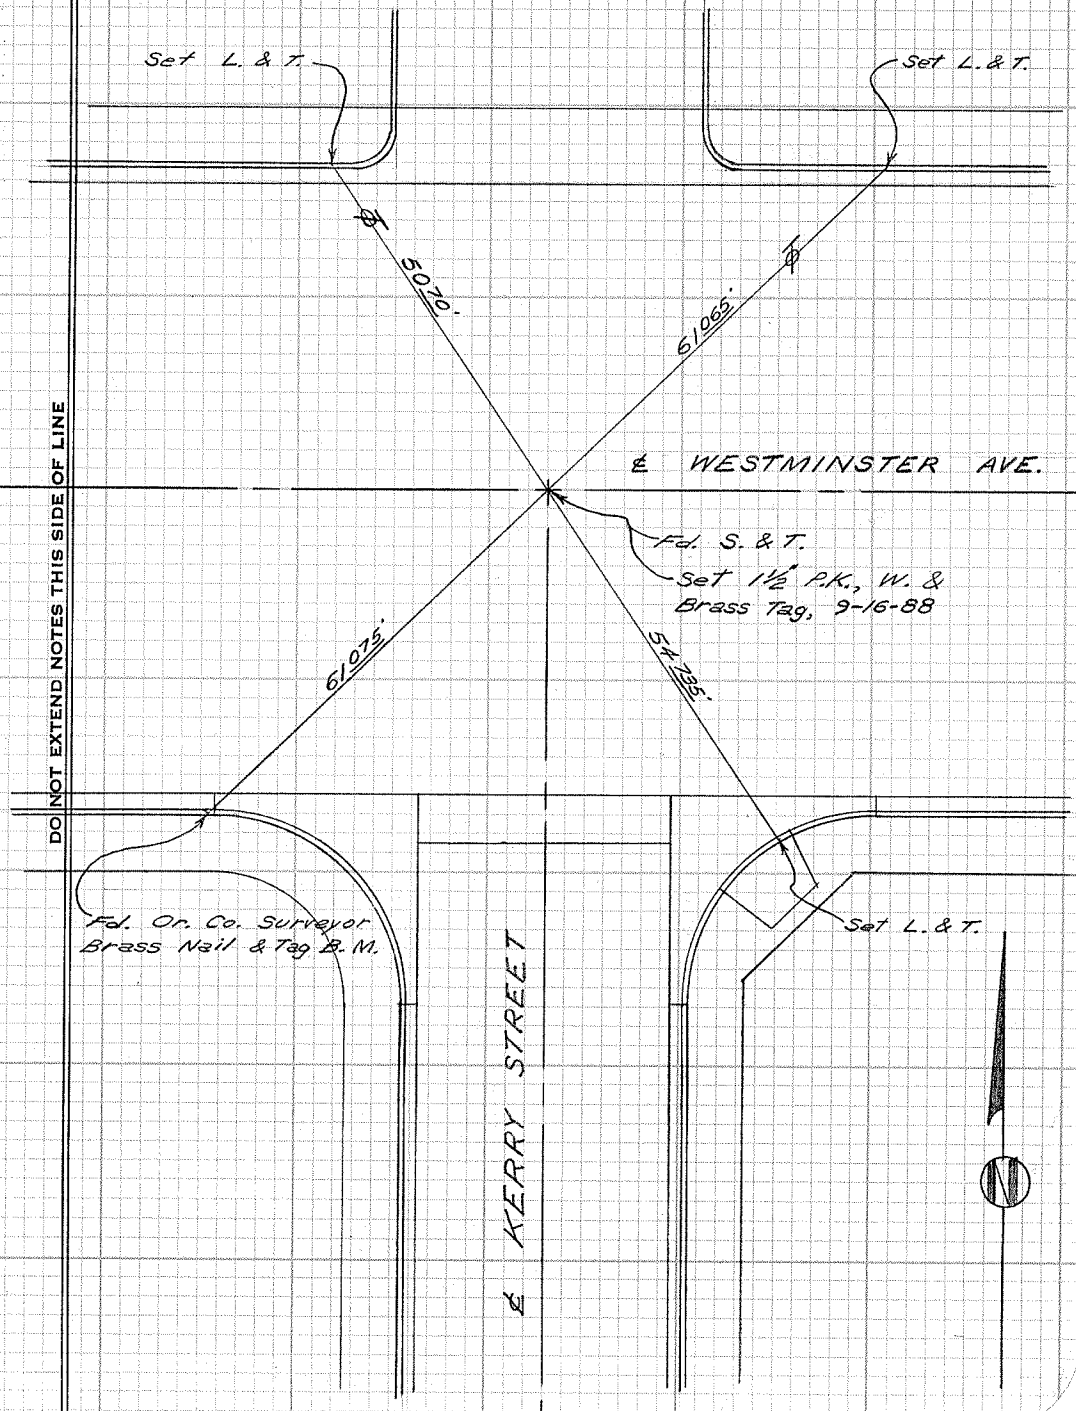 Set L. & T.
Set L. & T.
50 70'
61 065'
℄ WESTMINSTER AVE.
Fd. S. & T.
Set 1½" P.K., W. &
Brass Tag, 9-16-88
61 075'
54 735'
DO NOT EXTEND NOTES THIS SIDE OF LINE
Fd. Or. Co. Surveyor
Brass Nail & Tag B.M.
Set L. & T.
℄ KERRY STREET
N